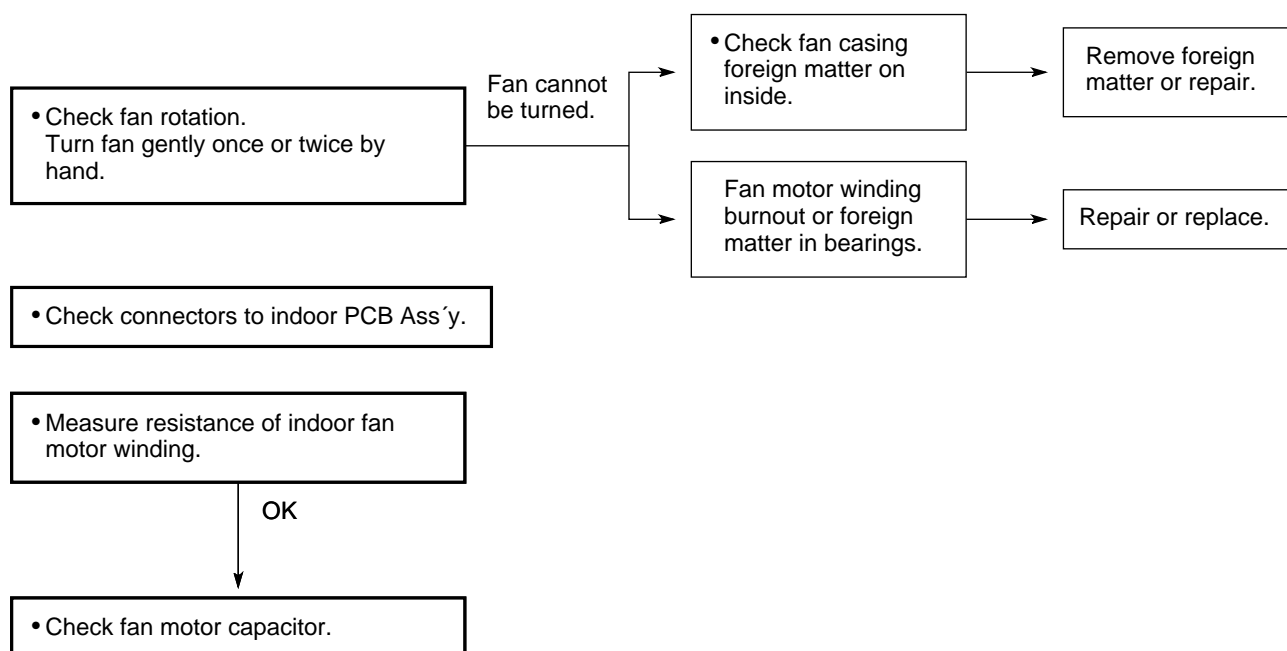 • Check fan rotation.
Turn fan gently once or twice by
hand.
Fan cannot
be turned.
• Check fan casing
foreign matter on
inside.
Remove foreign
matter or repair.
Fan motor winding
burnout or foreign
matter in bearings.
Repair or replace.
• Check connectors to indoor PCB Ass´y.
• Measure resistance of indoor fan
motor winding.
OK
• Check fan motor capacitor.